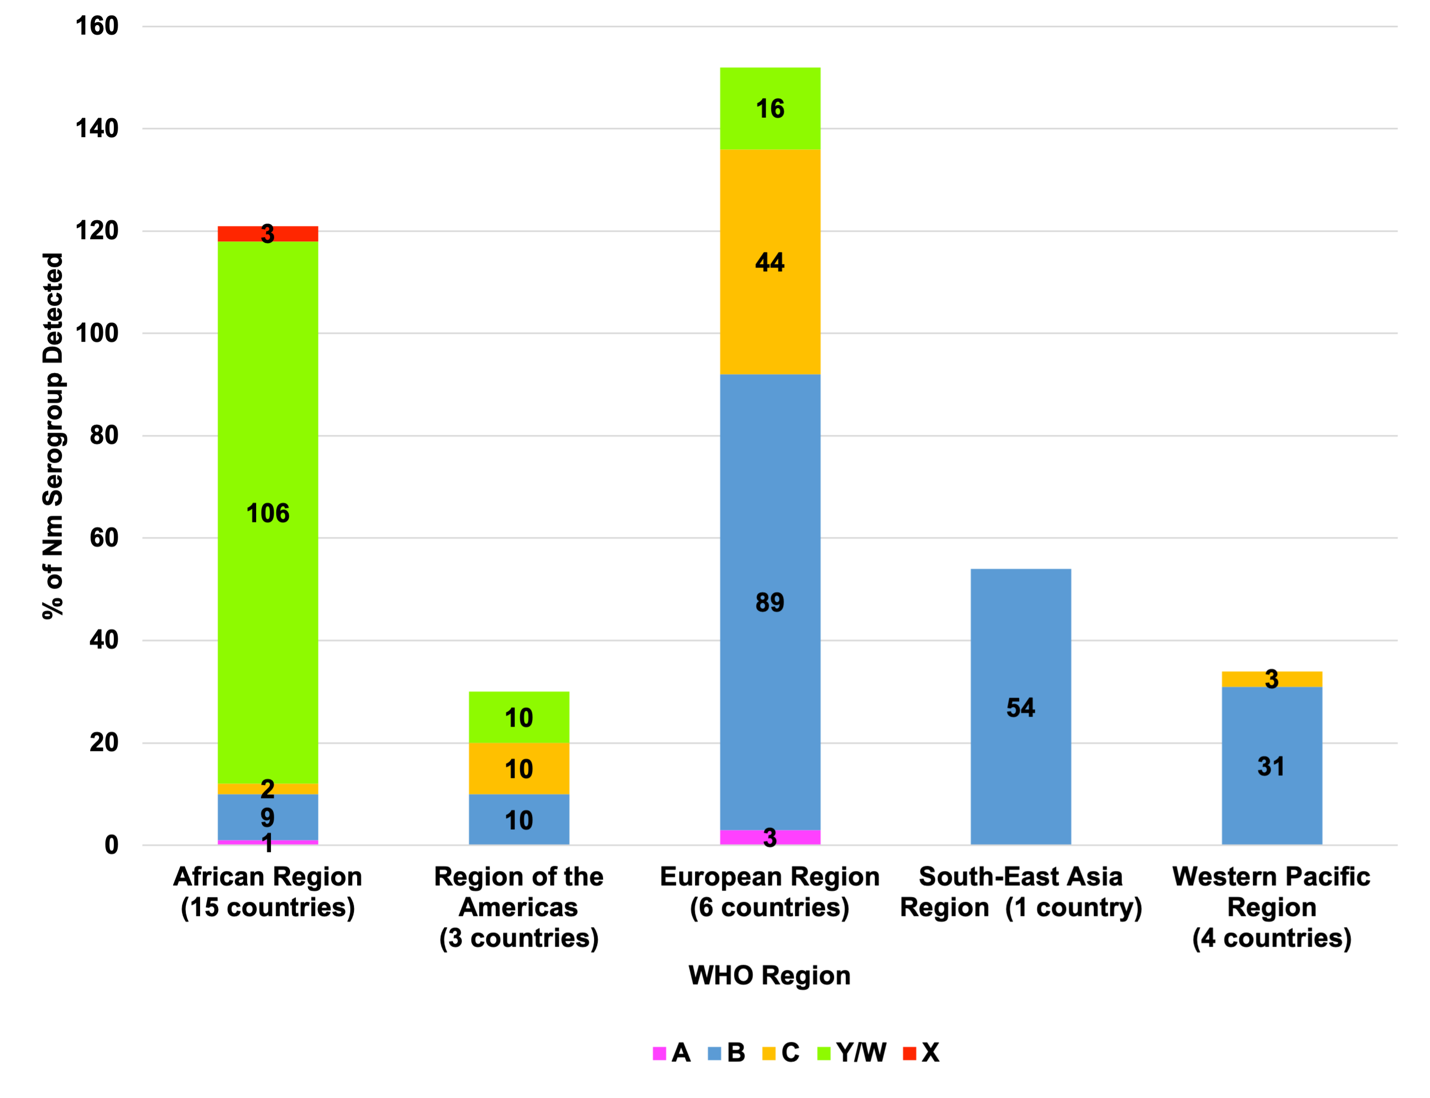 160
140
120
100
80
60
40
20
0
% of Nm Serogroup Detected
3
106
2
9
1
10
10
10
16
44
89
3
54
3
31
African Region
(15 countries)
Region of the
Americas
(3 countries)
European Region
(6 countries)
South-East Asia
Region (1 country)
Western Pacific
Region
(4 countries)
WHO Region
A B C Y/W X